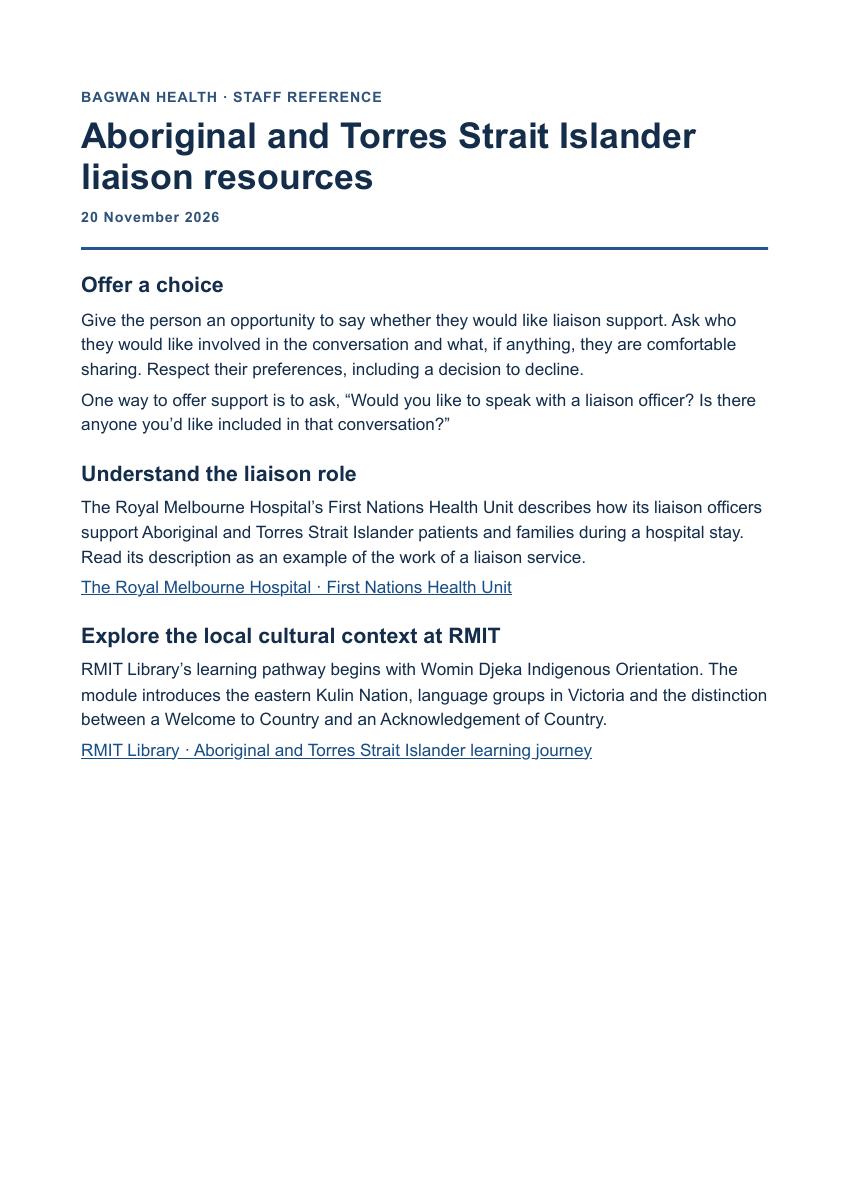 BAGWAN HEALTH · STAFF REFERENCE
Aboriginal and Torres Strait Islander
liaison resources
20 November 2026
Offer a choice
Give the person an opportunity to say whether they would like liaison support. Ask who
they would like involved in the conversation and what, if anything, they are comfortable
sharing. Respect their preferences, including a decision to decline.
One way to offer support is to ask, “Would you like to speak with a liaison officer? Is there
anyone you’d like included in that conversation?”
Understand the liaison role
The Royal Melbourne Hospital’s First Nations Health Unit describes how its liaison officers
support Aboriginal and Torres Strait Islander patients and families during a hospital stay.
Read its description as an example of the work of a liaison service.
The Royal Melbourne Hospital · First Nations Health Unit
Explore the local cultural context at RMIT
RMIT Library’s learning pathway begins with Womin Djeka Indigenous Orientation. The
module introduces the eastern Kulin Nation, language groups in Victoria and the distinction
between a Welcome to Country and an Acknowledgement of Country.
RMIT Library · Aboriginal and Torres Strait Islander learning journey